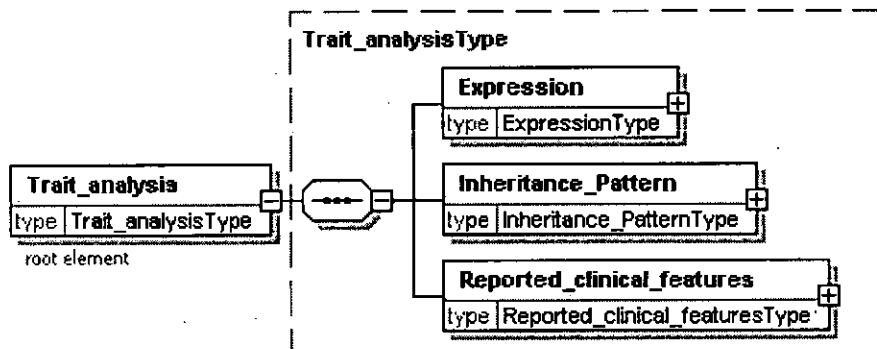 Trait_analysisType
Expression
type ExpressionType
Trait_analysis
type Trait_analysisType
root element
Inheritance_Pattern
type Inheritance_PatternType
Reported_clinical_features
type Reported_clinical_featuresType